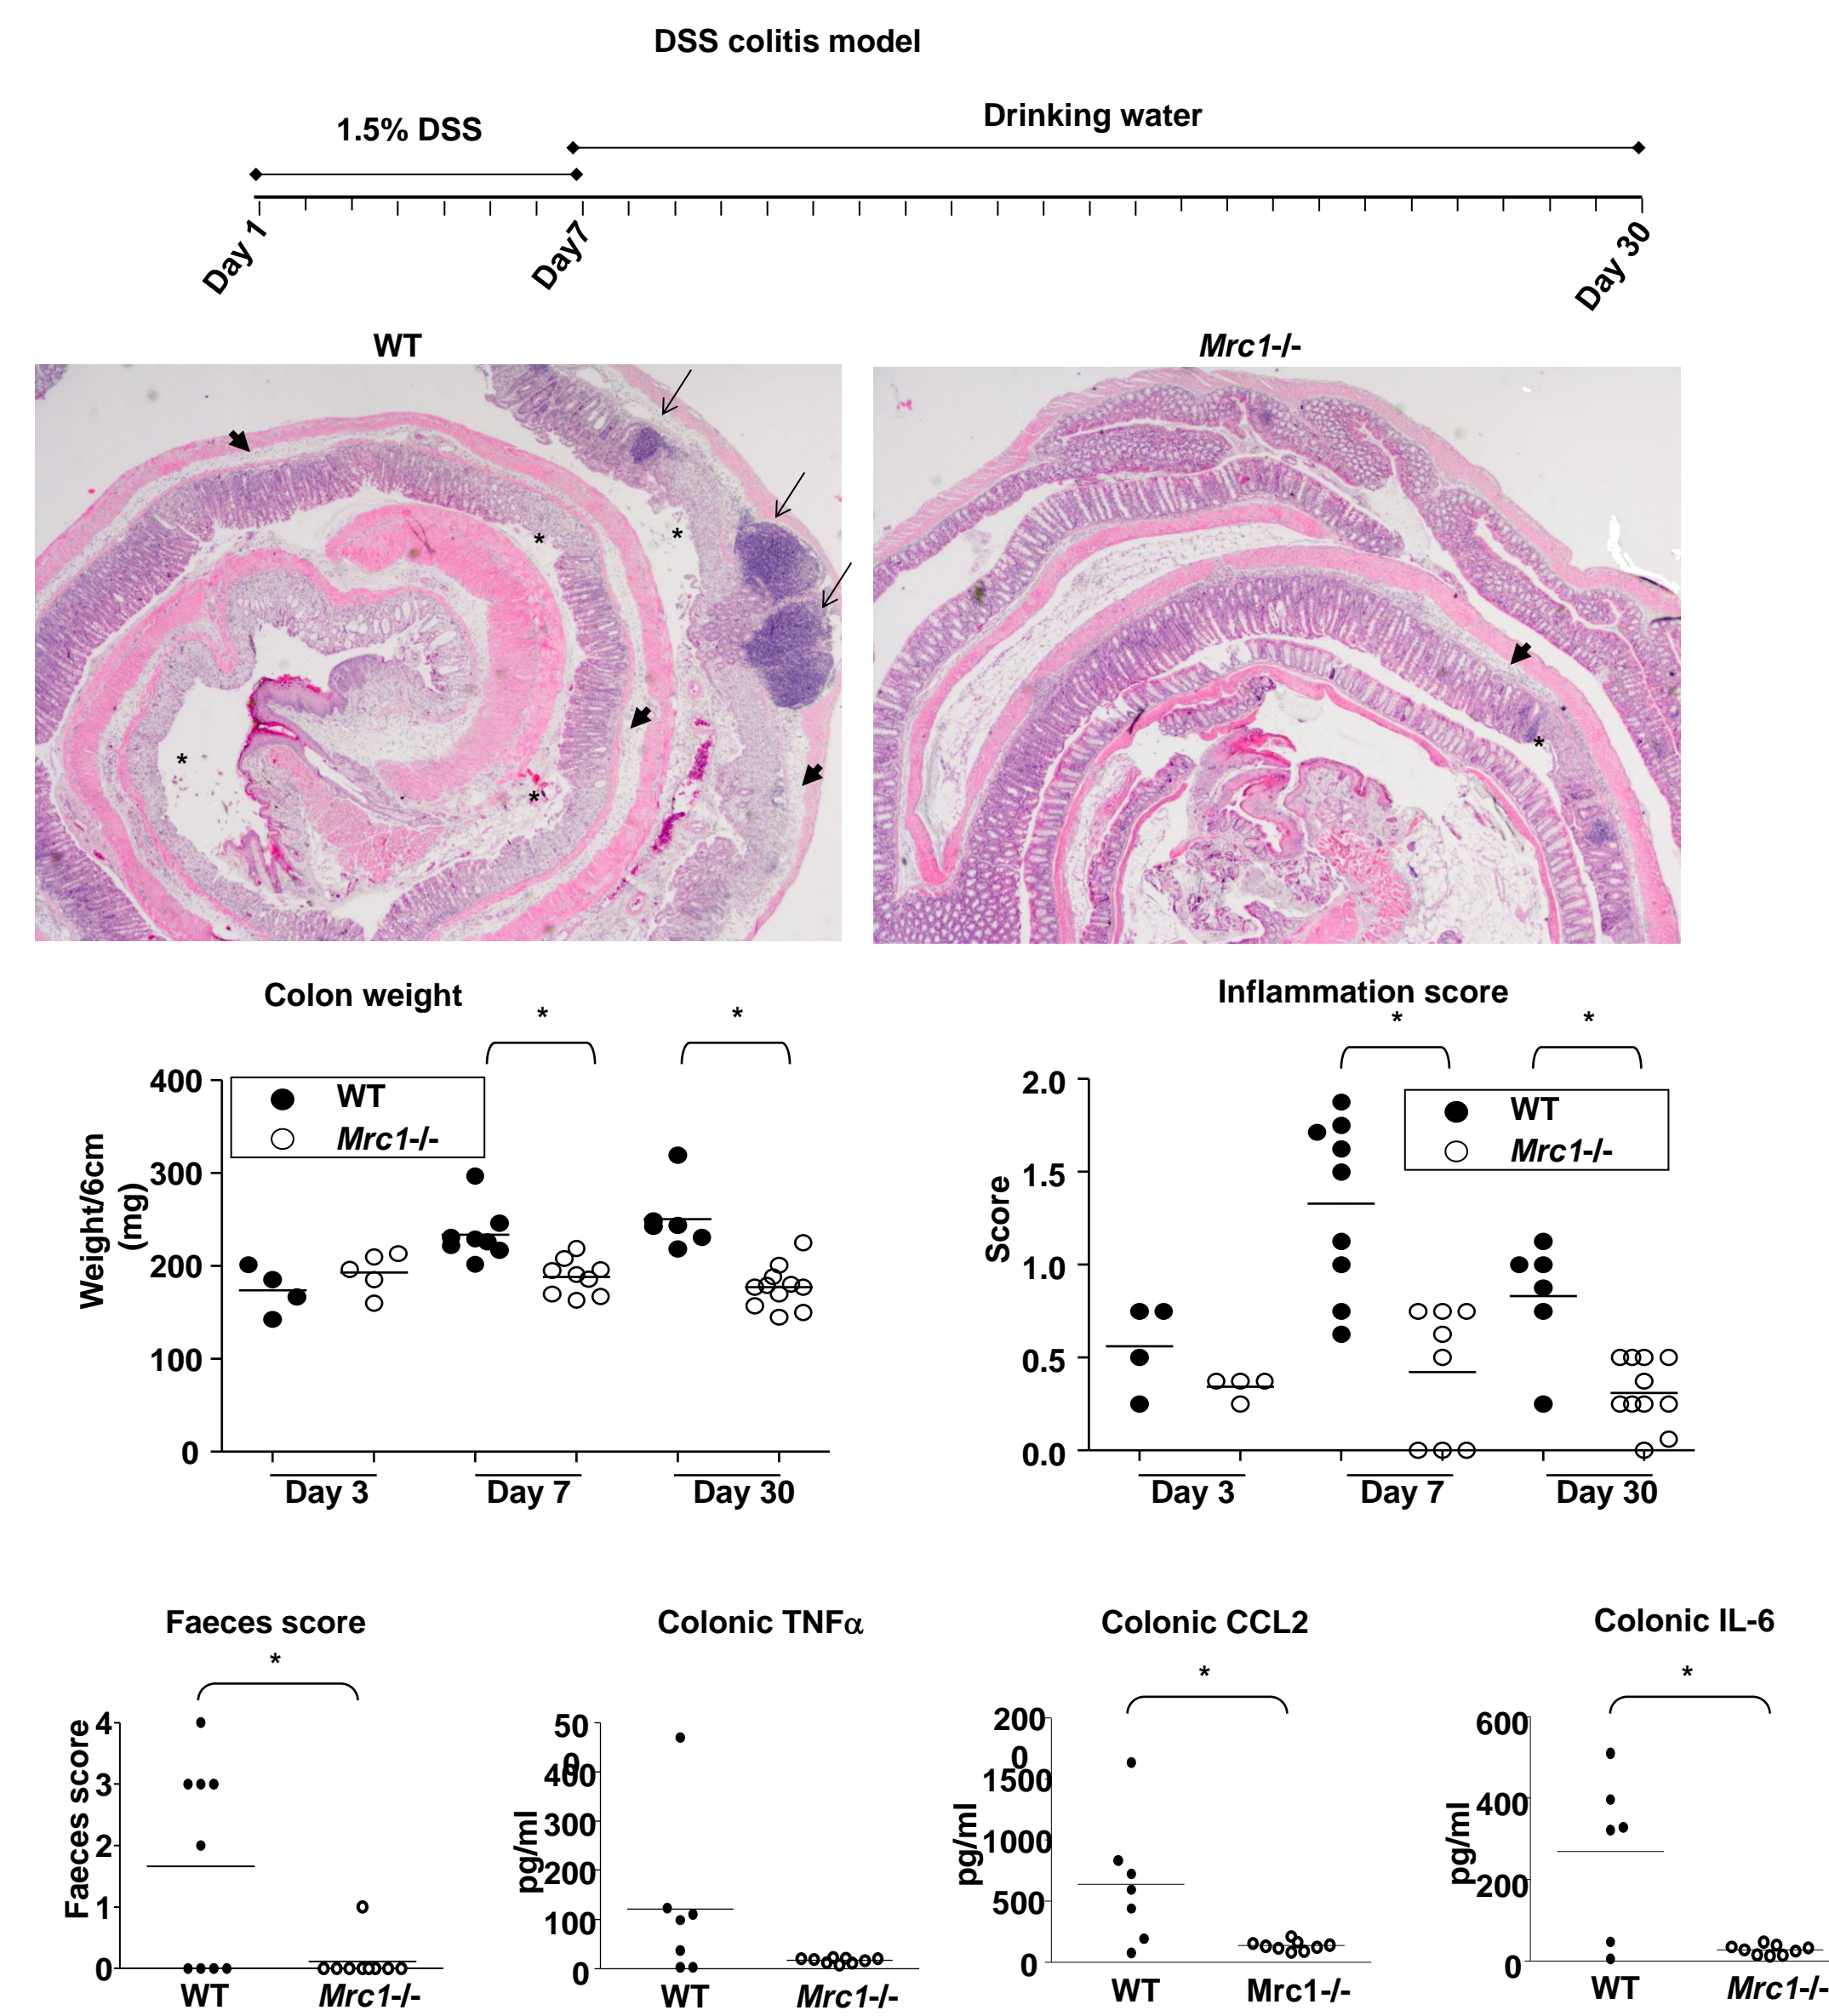 DSS colitis model
1.5% DSS
Drinking water
Day 1
Day7
Day 30
WT
Mrc1-/-
*
*
*
*
*
Colon weight
*
*
Weight/6cm
(mg)
400
300
200
100
0
WT
Mrc1-/-
Day 3
Day 7
Day 30
Inflammation score
*
*
Score
2.0
1.5
1.0
0.5
0.0
WT
Mrc1-/-
Day 3
Day 7
Day 30
Faeces score
*
Faeces score
4
3
2
1
0
WT
Mrc1-/-
Colonic TNFα
pg/ml
50
0
400
300
200
100
0
WT
Mrc1-/-
Colonic CCL2
*
pg/ml
200
0
1500
1000
500
0
WT
Mrc1-/-
Colonic IL-6
*
pg/ml
600
400
200
0
WT
Mrc1-/-